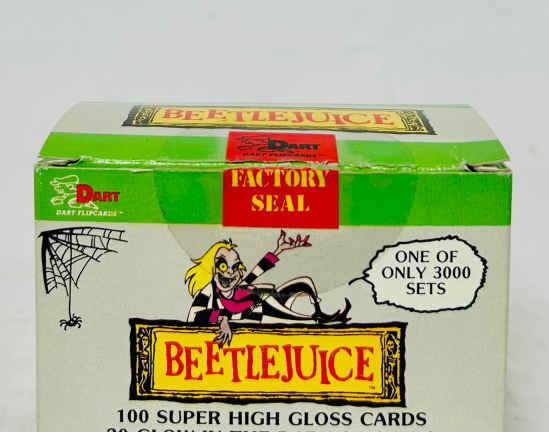 BEETLEJUICE
DART
DART FLIPCARDS
FACTORY
SEAL
DART
DART FLIPCARDS™
ONE OF
ONLY 3000
SETS
BEETLEJUICE™
100 SUPER HIGH GLOSS CARDS